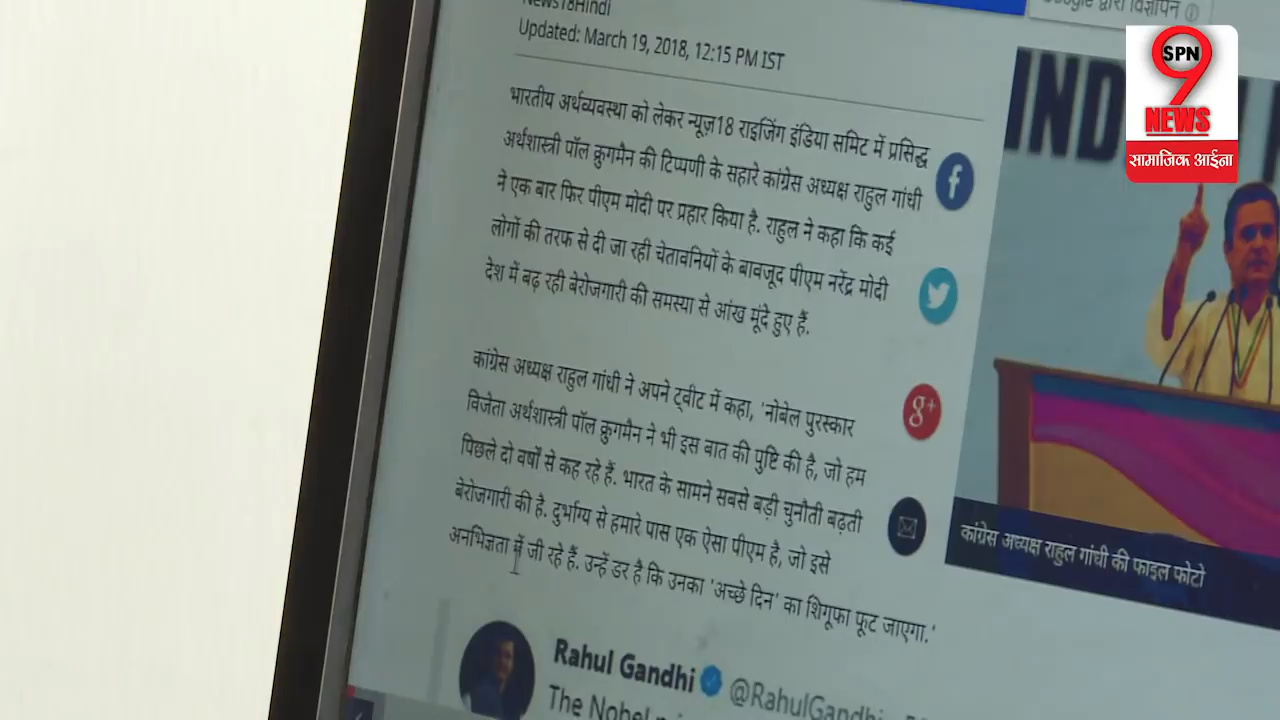 News18Hindi
Updated: March 19, 2018, 12:15 PM IST
Google द्वारा विज्ञापन
SPN
9
NEWS
सामाजिक आईना
भारतीय अर्थव्यवस्था को लेकर न्यूज़18 राइजिंग इंडिया समिट में प्रसिद्ध
अर्थशास्त्री पॉल क्रुगमैन की टिप्पणी के सहारे कांग्रेस अध्यक्ष राहुल गांधी
ने एक बार फिर पीएम मोदी पर प्रहार किया है. राहुल ने कहा कि कई
लोगों की तरफ से दी जा रही चेतावनियों के बावजूद पीएम नरेंद्र मोदी
देश में बढ़ रही बेरोजगारी की समस्या से आंख मूंदे हुए हैं.
कांग्रेस अध्यक्ष राहुल गांधी ने अपने ट्वीट में कहा, 'नोबेल पुरस्कार
विजेता अर्थशास्त्री पॉल क्रुगमैन ने भी इस बात की पुष्टि की है, जो हम
पिछले दो वर्षों से कह रहे हैं. भारत के सामने सबसे बड़ी चुनौती बढ़ती
बेरोजगारी की है. दुर्भाग्य से हमारे पास एक ऐसा पीएम है, जो इसे
अनभिज्ञता में जी रहे हैं. उन्हें डर है कि उनका 'अच्छे दिन' का शिगूफा फूट जाएगा.'
f
g+
IND
कांग्रेस अध्यक्ष राहुल गांधी की फाइल फोटो
Rahul Gandhi
@RahulGandhi
The Nobel